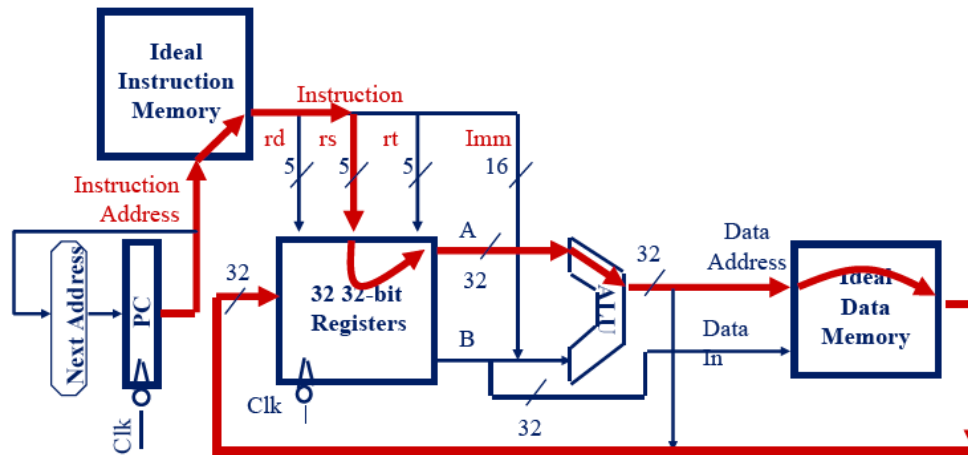 Ideal
Instruction
Memory
Instruction
rd
rs
rt
Imm
5
5
5
16
Instruction
Address
Next Address
PC
Clk
32
32 32-bit
Registers
Clk
A
32
B
32
ALU
32
Data
Address
Data
In
Ideal
Data
Memory